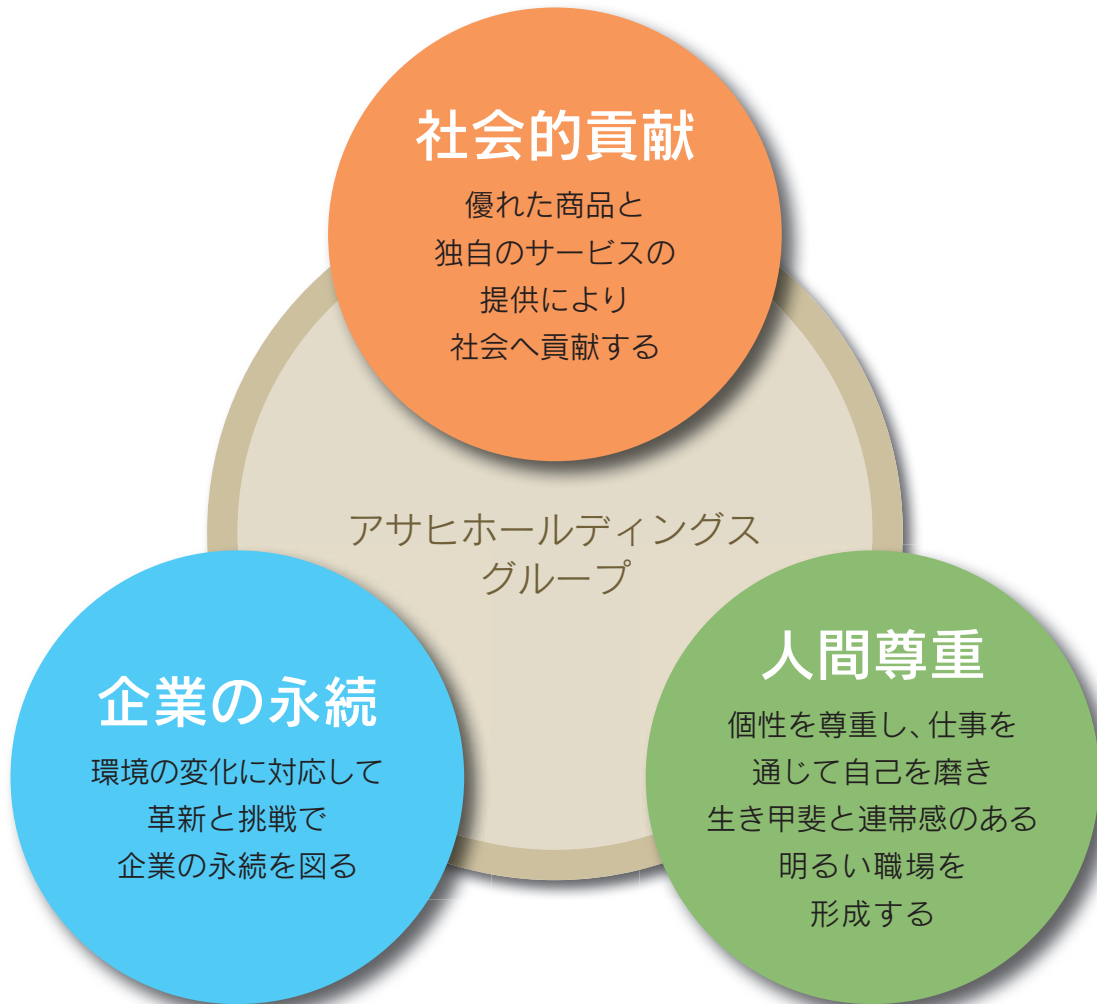 社会的貢献
優れた商品と
独自のサービスの
提供により
社会へ貢献する
アサヒホールディングス
グループ
企業の永続
環境の変化に対応して
革新と挑戦で
企業の永続を図る
人間尊重
個性を尊重し、仕事を
通じて自己を磨き
生き甲斐と連帯感のある
明るい職場を
形成する